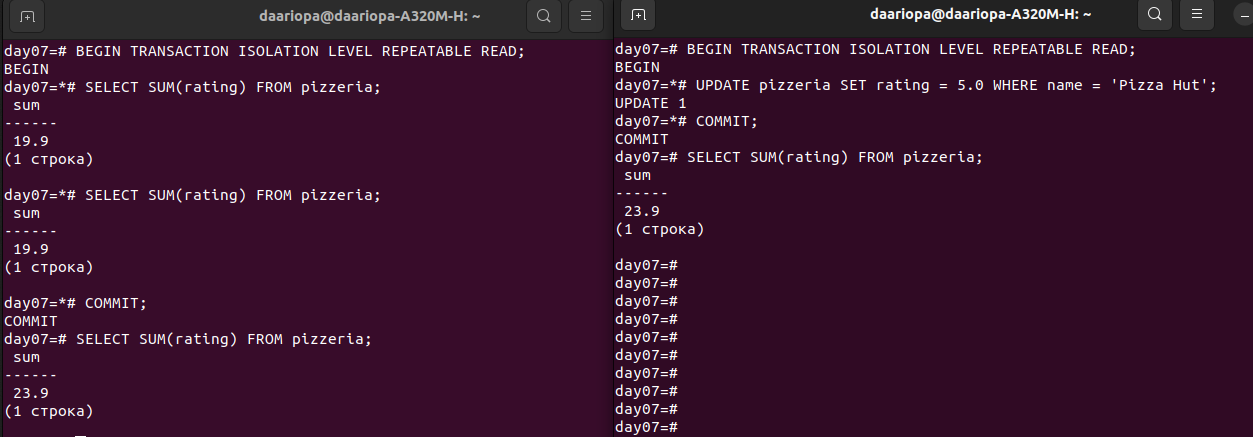 daariopa@daariopa-A320M-H: ~
day07=# BEGIN TRANSACTION ISOLATION LEVEL REPEATABLE READ;
BEGIN
day07=*# SELECT SUM(rating) FROM pizzeria;
 sum
------
 19.9
(1 строка)

day07=*# SELECT SUM(rating) FROM pizzeria;
 sum
------
 19.9
(1 строка)

day07=*# COMMIT;
COMMIT
day07=# SELECT SUM(rating) FROM pizzeria;
 sum
------
 23.9
(1 строка)

daariopa@daariopa-A320M-H: ~
day07=# BEGIN TRANSACTION ISOLATION LEVEL REPEATABLE READ;
BEGIN
day07=*# UPDATE pizzeria SET rating = 5.0 WHERE name = 'Pizza Hut';
UPDATE 1
day07=*# COMMIT;
COMMIT
day07=# SELECT SUM(rating) FROM pizzeria;
 sum
------
 23.9
(1 строка)

day07=#
day07=#
day07=#
day07=#
day07=#
day07=#
day07=#
day07=#
day07=#
day07=#